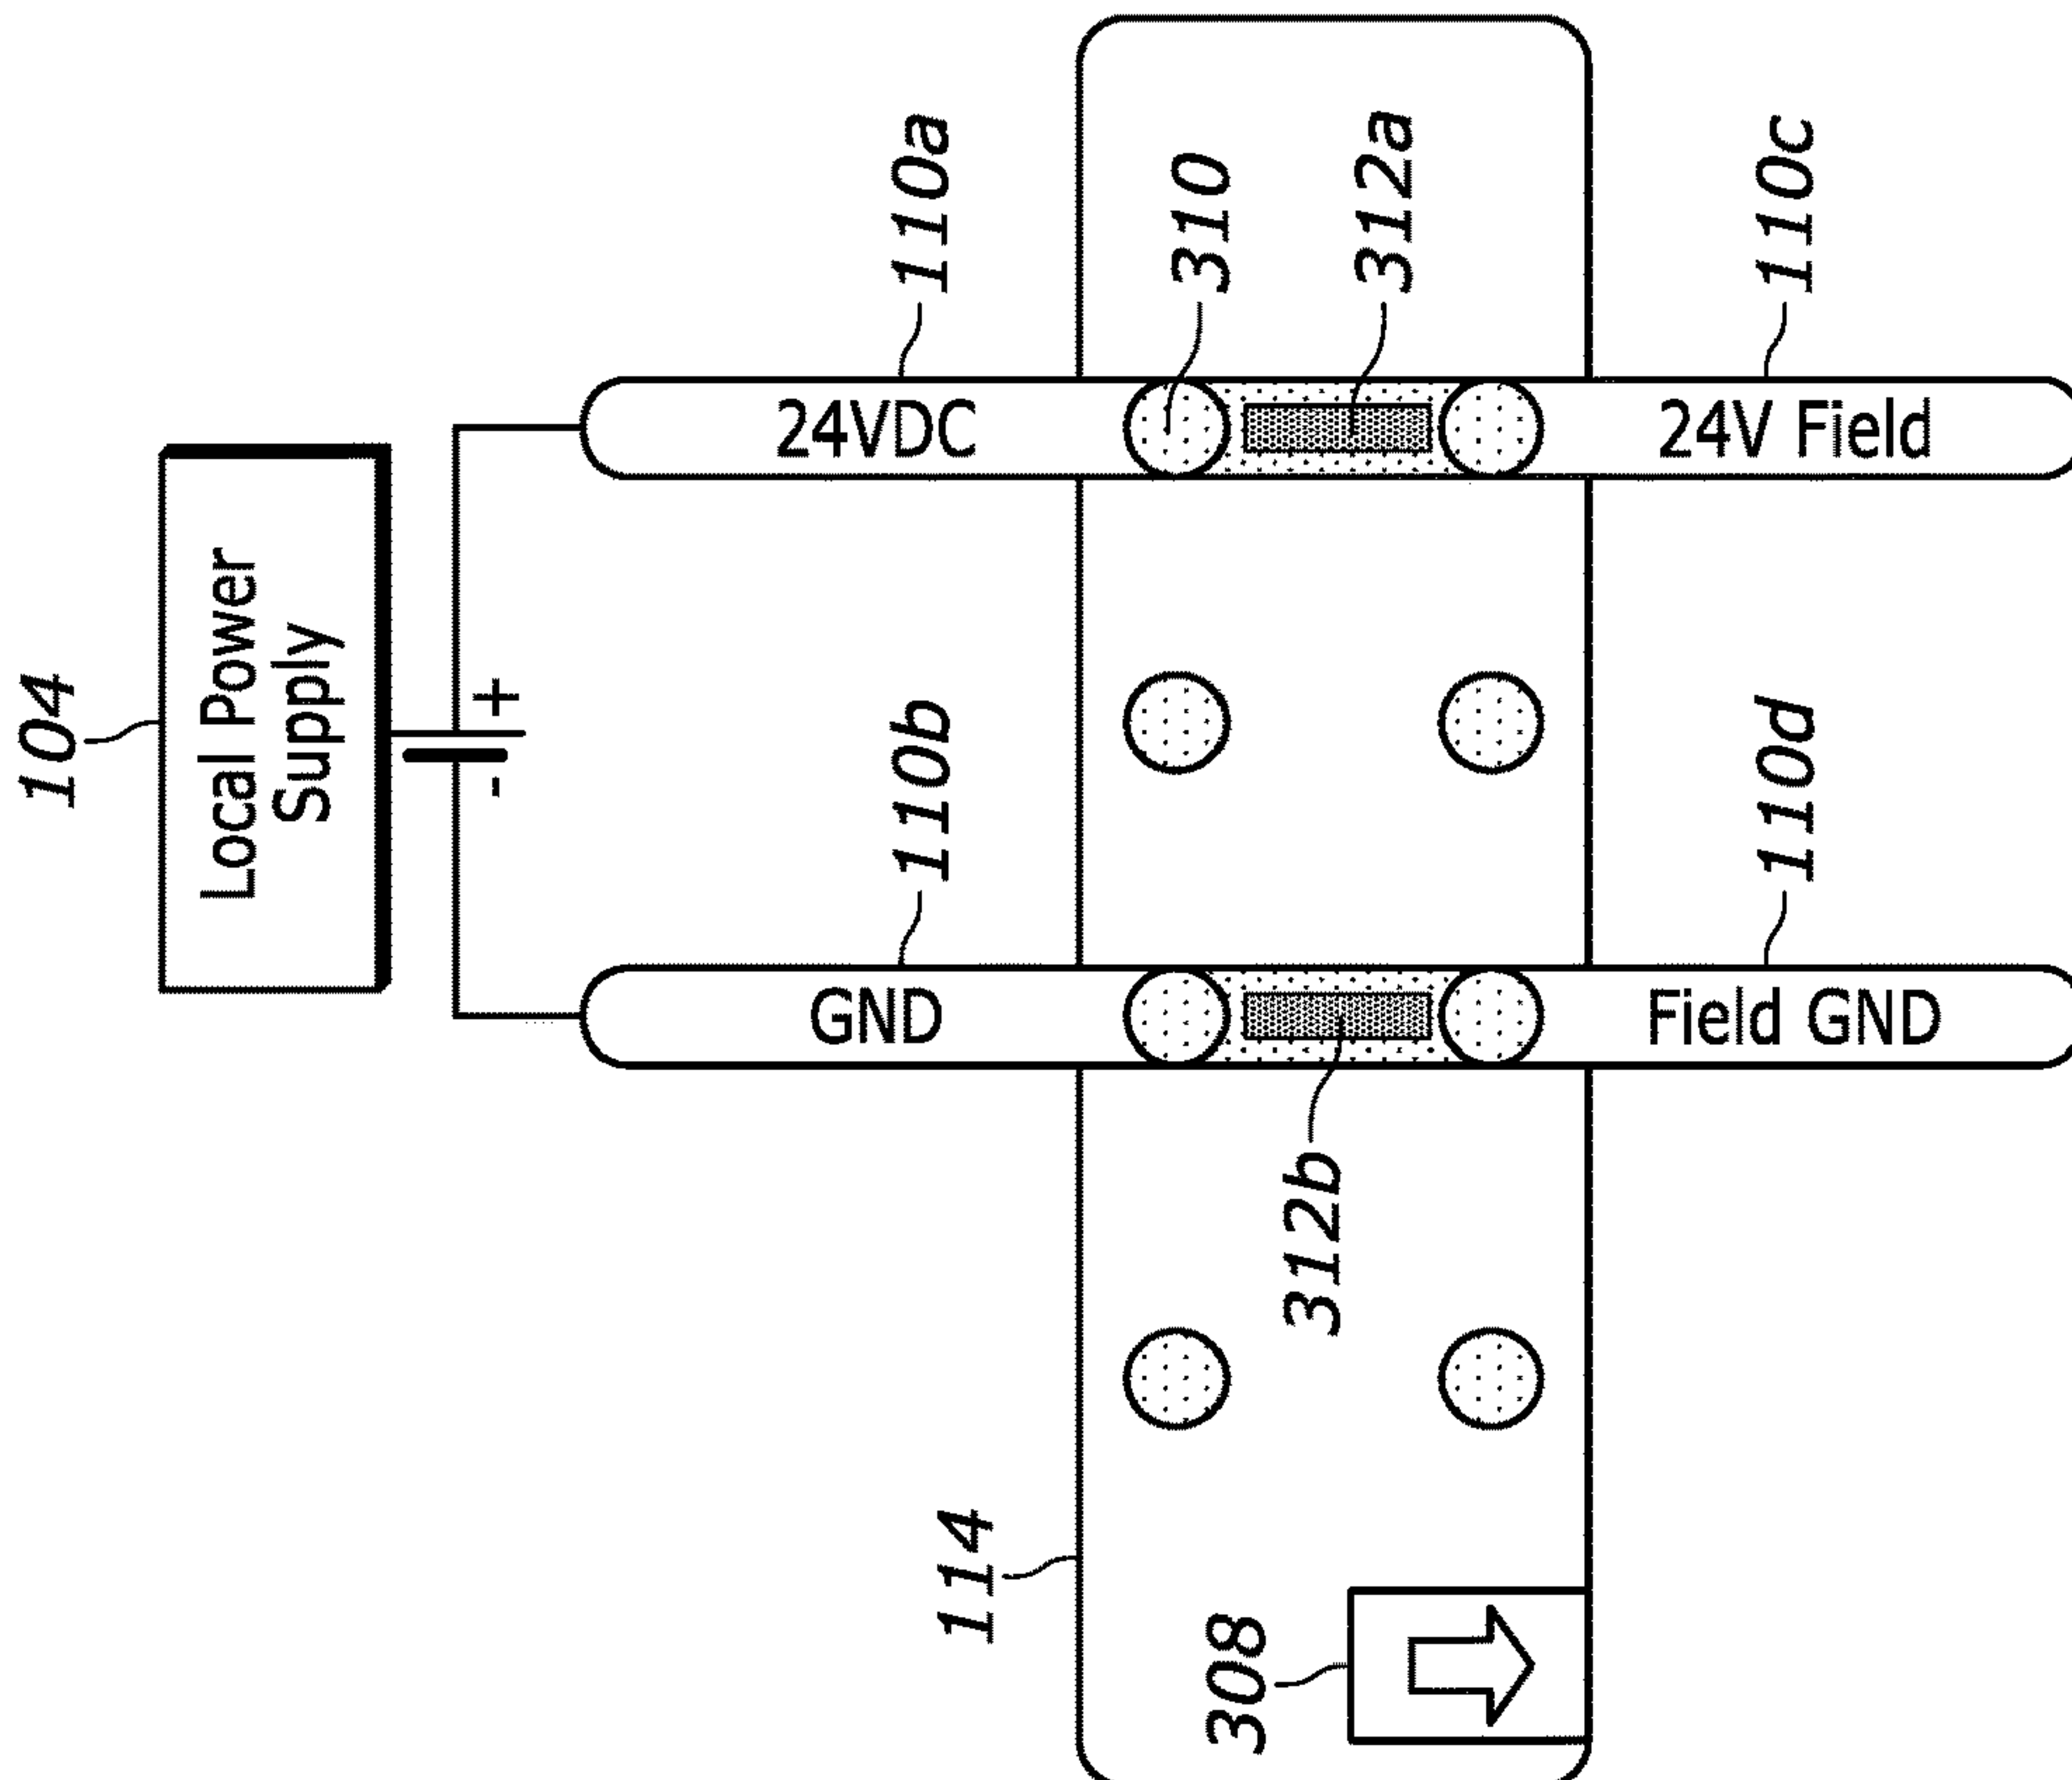 104
Local Power
Supply
- +
110b
110a
GND
24VDC
114
310
308
312b
312a
110d
110c
Field GND
24V Field